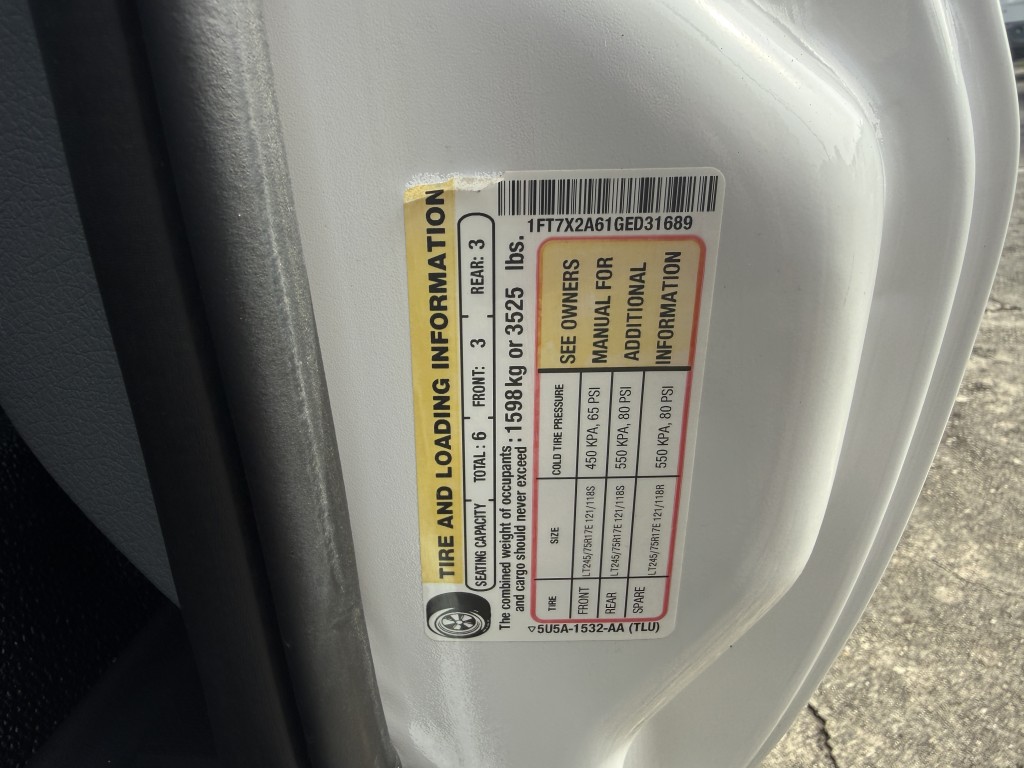 TIRE AND LOADING INFORMATION
SEATING CAPACITY TOTAL : 6 FRONT: 3 REAR: 3
The combined weight of occupants
and cargo should never exceed : 1598 kg or 3525 lbs.
TIRE SIZE COLD TIRE PRESSURE
FRONT LT245/75R17E 121/118S 450 KPA, 65 PSI
REAR LT245/75R17E 121/118S 550 KPA, 80 PSI
SPARE LT245/75R17E 121/118R 550 KPA, 80 PSI
SEE OWNERS
MANUAL FOR
ADDITIONAL
INFORMATION
5U5A-1532-AA (TLU)
1FT7X2A61GED31689